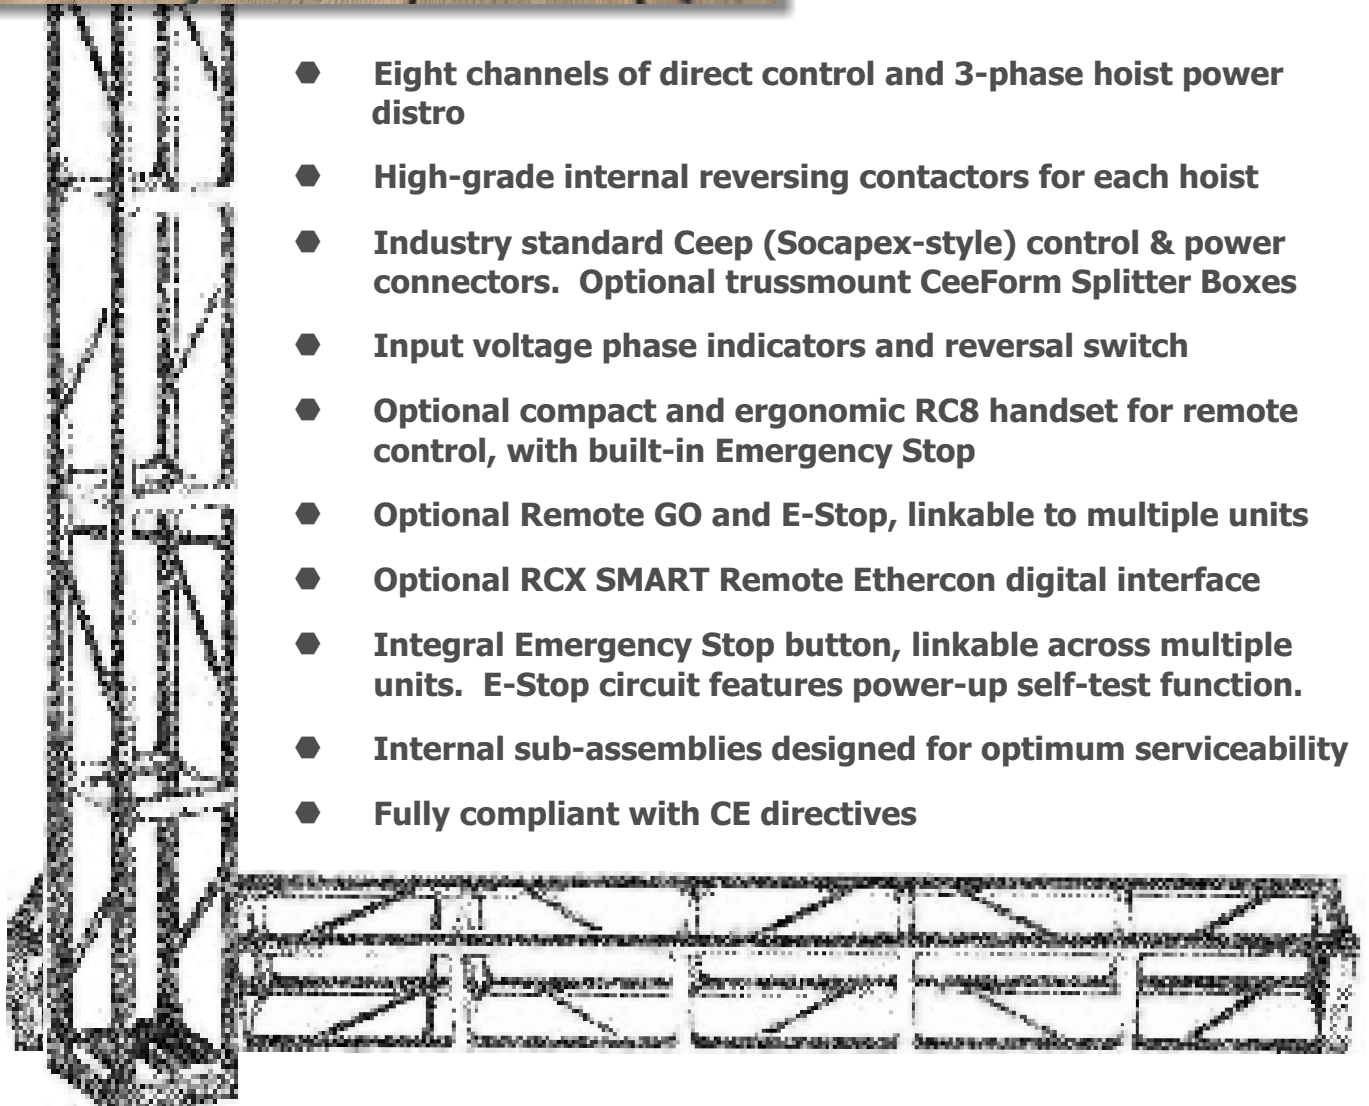 Eight channels of direct control and 3-phase hoist power
distro
High-grade internal reversing contactors for each hoist
Industry standard Ceep (Socapex-style) control & power
connectors.  Optional trussmount CeeForm Splitter Boxes
Input voltage phase indicators and reversal switch
Optional compact and ergonomic RC8 handset for remote
control, with built-in Emergency Stop
Optional Remote GO and E-Stop, linkable to multiple units
Optional RCX SMART Remote Ethercon digital interface
Integral Emergency Stop button, linkable across multiple
units.  E-Stop circuit features power-up self-test function.
Internal sub-assemblies designed for optimum serviceability
Fully compliant with CE directives